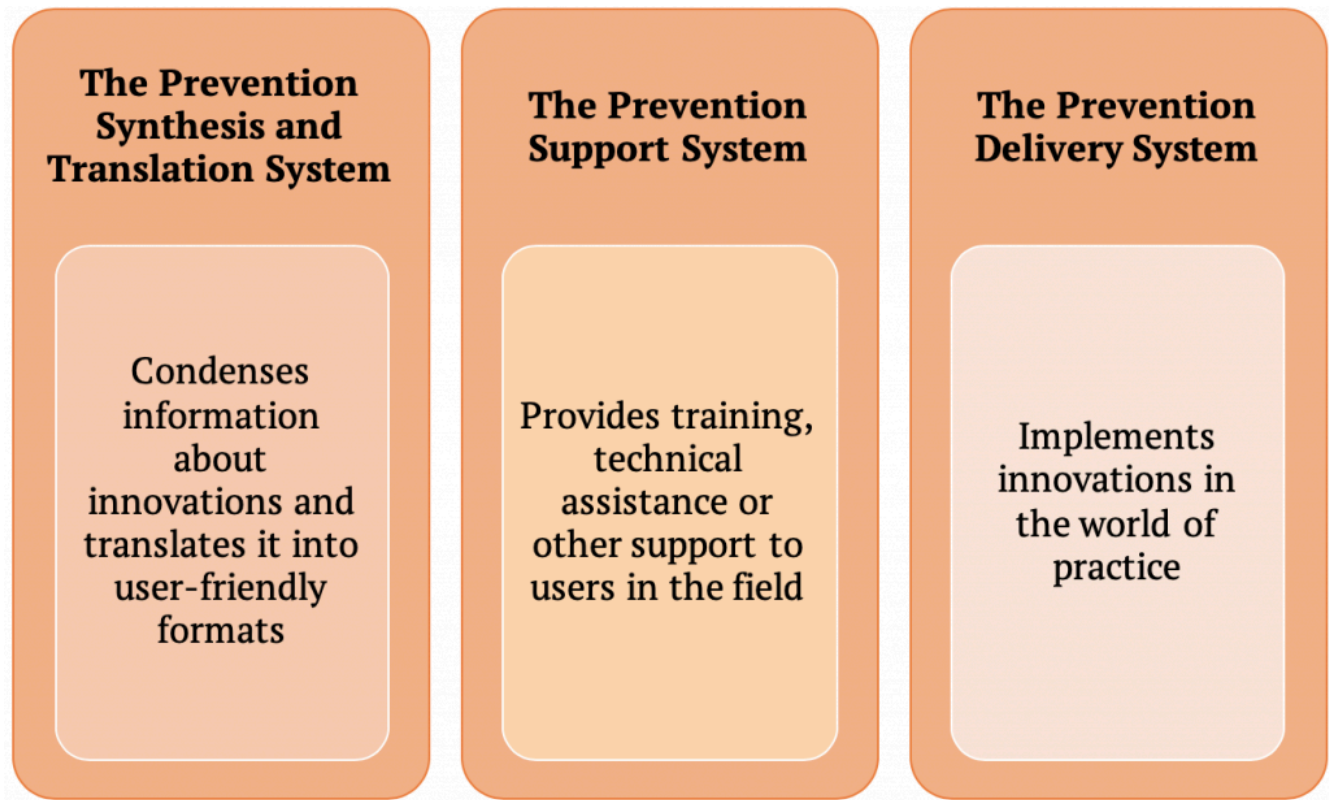 The Prevention
Synthesis and
Translation System
Condenses
information
about
innovations and
translates it into
user-friendly
formats
The Prevention
Support System
Provides training,
technical
assistance or
other support to
users in the field
The Prevention
Delivery System
Implements
innovations in
the world of
practice